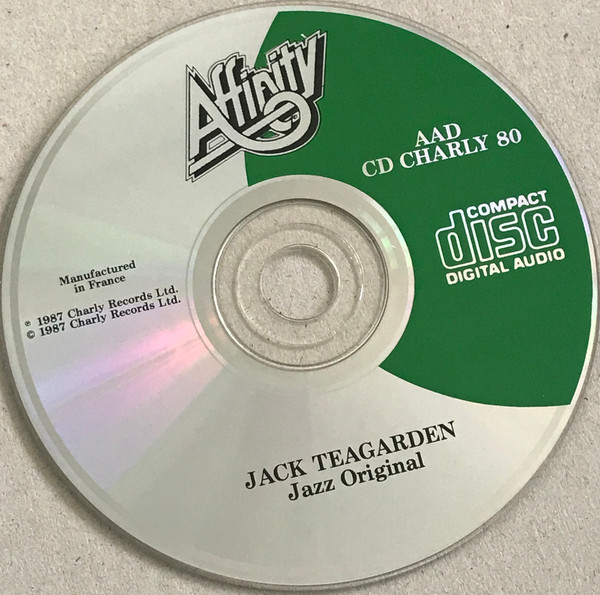 Affinity
AAD
CD CHARLY 80
COMPACT
disc
DIGITAL AUDIO
Manufactured
in France
℗ 1987 Charly Records Ltd.
© 1987 Charly Records Ltd.
JACK TEAGARDEN
Jazz Original